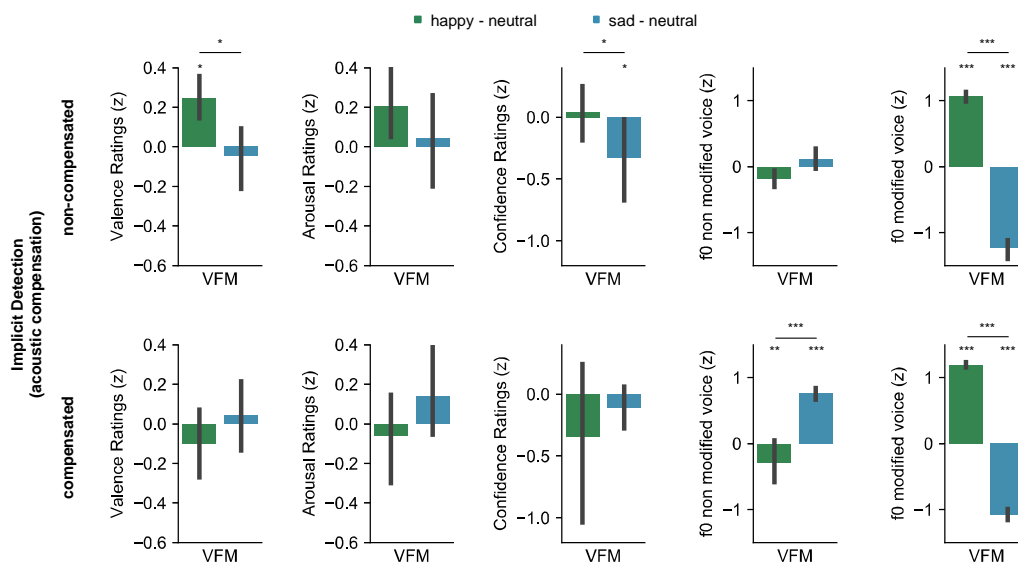 happy - neutral
sad - neutral
Implicit Detection
(acoustic compensation)
non-compensated
*
*
Valence Ratings (z)
0.4
0.2
0.0
−0.2
−0.4
−0.6
VFM
Arousal Ratings (z)
0.4
0.2
0.0
−0.2
−0.4
−0.6
VFM
*
*
Confidence Ratings (z)
0.0
−0.5
−1.0
VFM
f0 non modified voice (z)
1
0
−1
VFM
***
*** ***
f0 modified voice (z)
1
0
−1
VFM
compensated
Valence Ratings (z)
0.4
0.2
0.0
−0.2
−0.4
−0.6
VFM
Arousal Ratings (z)
0.4
0.2
0.0
−0.2
−0.4
−0.6
VFM
Confidence Ratings (z)
0.0
−0.5
−1.0
VFM
***
** ***
f0 non modified voice (z)
1
0
−1
VFM
***
*** ***
f0 modified voice (z)
1
0
−1
VFM